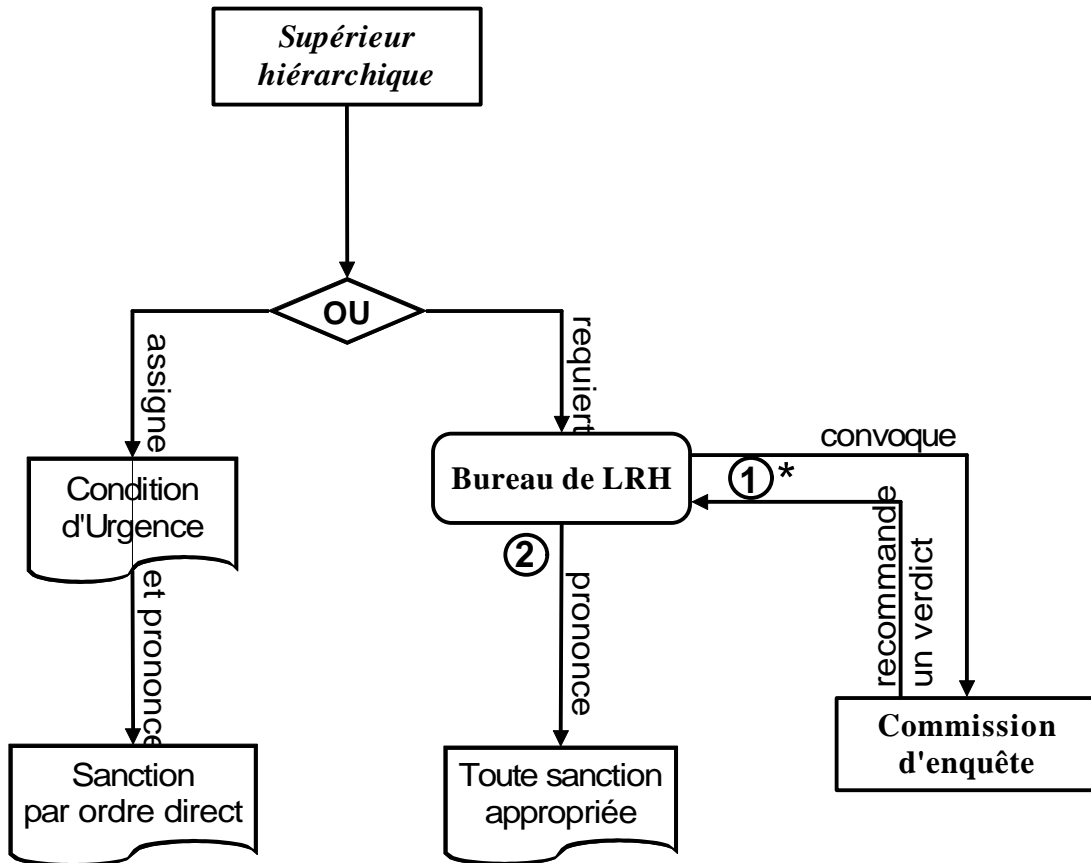 Supérieur
hiérarchique
OU
assigne
requiert
convoque
Condition
d'Urgence
Bureau de LRH
1 *
recommande
un verdict
2
et prononce
prononce
Commission
d'enquête
Sanction
par ordre direct
Toute sanction
appropriée